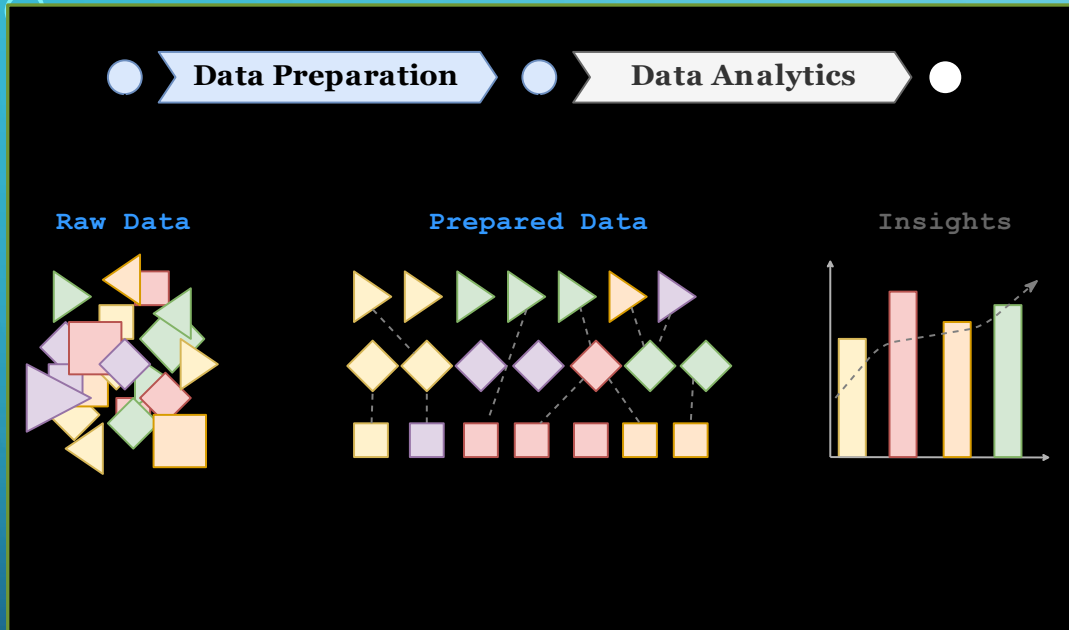 Data Preparation
Data Analytics
Raw Data
Prepared Data
Insights